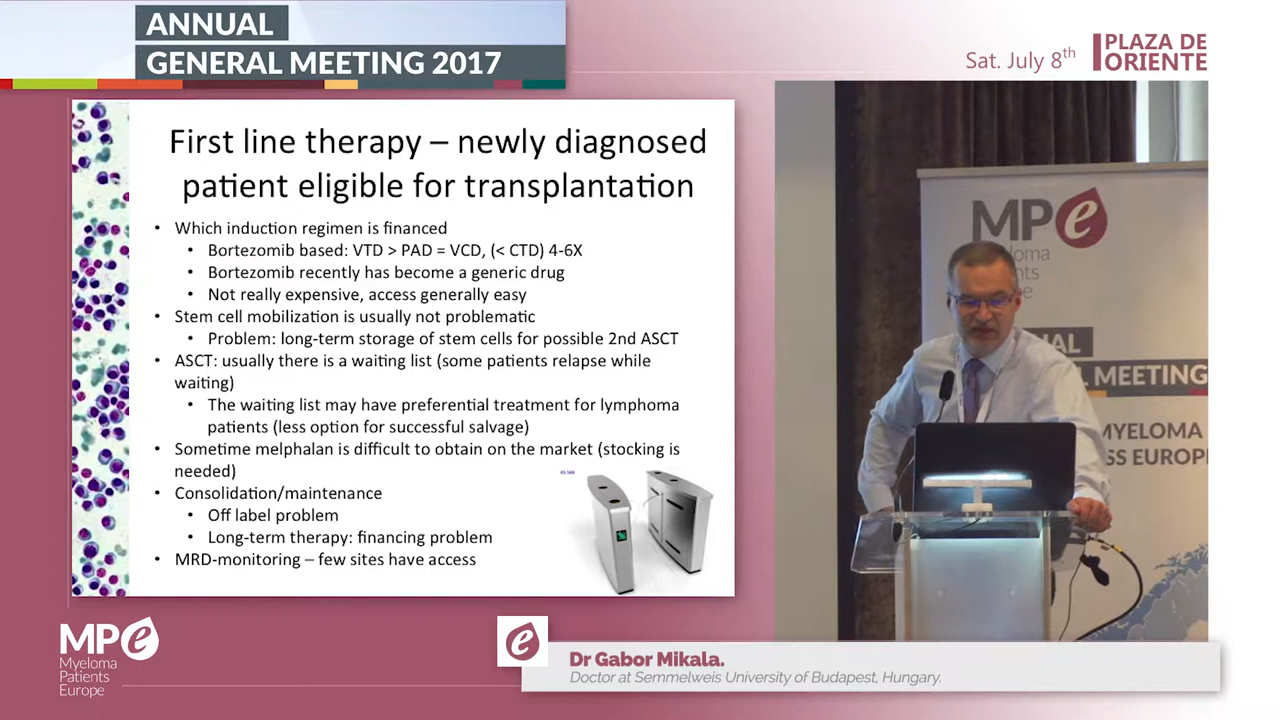 ANNUAL
GENERAL MEETING 2017
Sat. July 8th
PLAZA DE
ORIENTE
First line therapy – newly diagnosed
patient eligible for transplantation
• Which induction regimen is financed
• Bortezomib based: VTD > PAD = VCD, (< CTD) 4-6X
• Bortezomib recently has become a generic drug
• Not really expensive, access generally easy
• Stem cell mobilization is usually not problematic
• Problem: long-term storage of stem cells for possible 2nd ASCT
• ASCT: usually there is a waiting list (some patients relapse while
waiting)
• The waiting list may have preferential treatment for lymphoma
patients (less option for successful salvage)
• Sometime melphalan is difficult to obtain on the market (stocking is
needed)
• Consolidation/maintenance
• Off label problem
• Long-term therapy: financing problem
• MRD-monitoring – few sites have access
MPe
MEETING
MYELOMA
MPe
Myeloma
Patients
Europe
e
Dr Gabor Mikala.
Doctor at Semmelweis University of Budapest, Hungary.